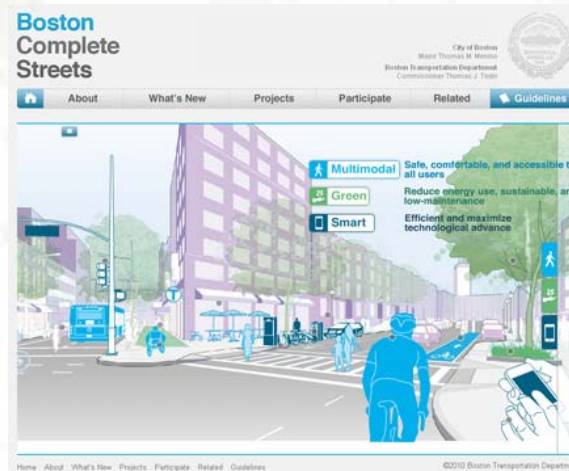 Boston
Complete
Streets
City of Boston
Mayor Thomas M. Menino
Boston Transportation Department
Commissioner Thomas J. Tinlin
About What's New Projects Participate Related Guidelines
Multimodal Safe, comfortable, and accessible t
all users
Green Reduce energy use, sustainable, an
low-maintenance
Smart Efficient and maximize
technological advance
T
Home About What's New Projects Participate Related Guidelines ©2010 Boston Transportation Departm